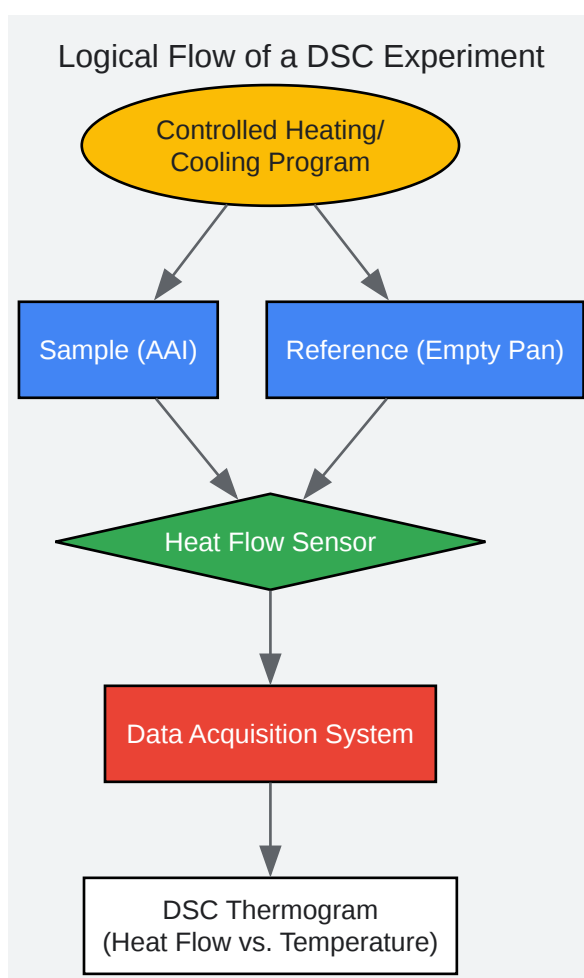 Logical Flow of a DSC Experiment
Controlled Heating/
Cooling Program
Sample (AAI)
Reference (Empty Pan)
Heat Flow Sensor
Data Acquisition System
DSC Thermogram
(Heat Flow vs. Temperature)